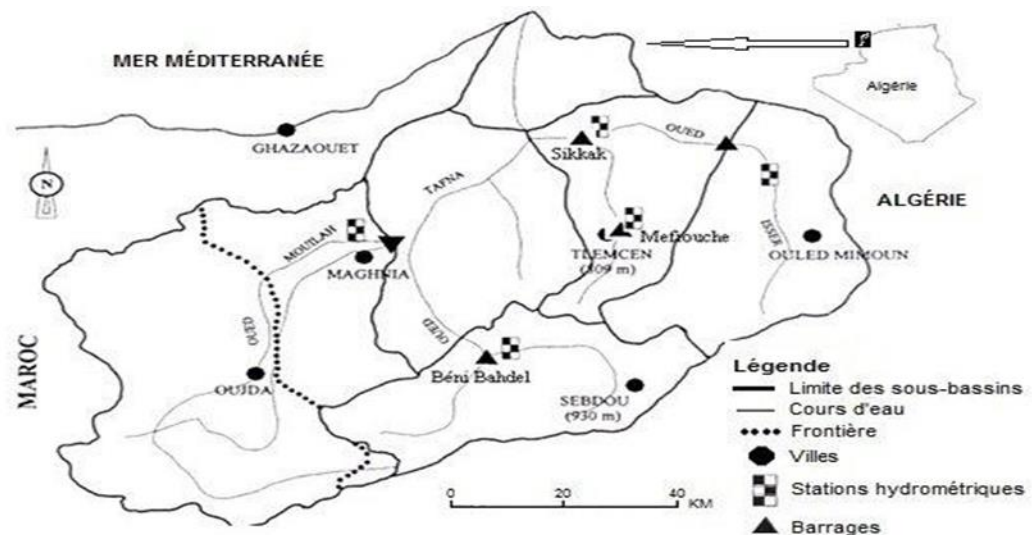 MER MÉDITERRANÉE
Algérie
GHAZAOUET
Sikkak
OUED
TAFNA
ALGÉRIE
N
MOUILAH
Mefrouche
ISSER
MAGHNIA
TLEMCEN
(809 m)
OULED MIMOUN
OUED
OUED
MAROC
Béni Bahdel
OUJDA
SEBDOU
(930 m)
Légende
Limite des sous-bassins
Cours d'eau
Frontière
Villes
Stations hydrométriques
Barrages
0 20 40
KM